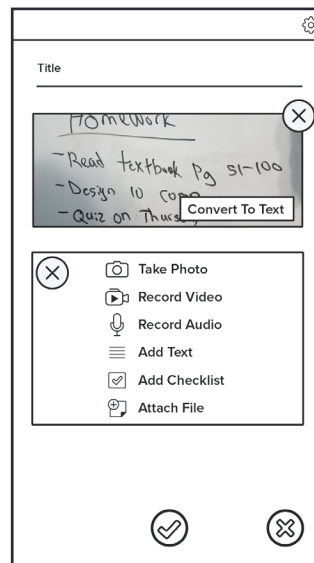 Title
Homework
- Read textbook pg 51-100
- Design 10
- Quiz on
Convert To Text
Take Photo
Record Video
Record Audio
Add Text
Add Checklist
Attach File